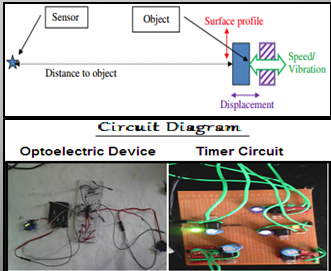 Sensor
Object
Surface profile
Speed/
Vibration
Distance to object
Displacement
Circuit Diagram
Optoelectric Device
Timer Circuit